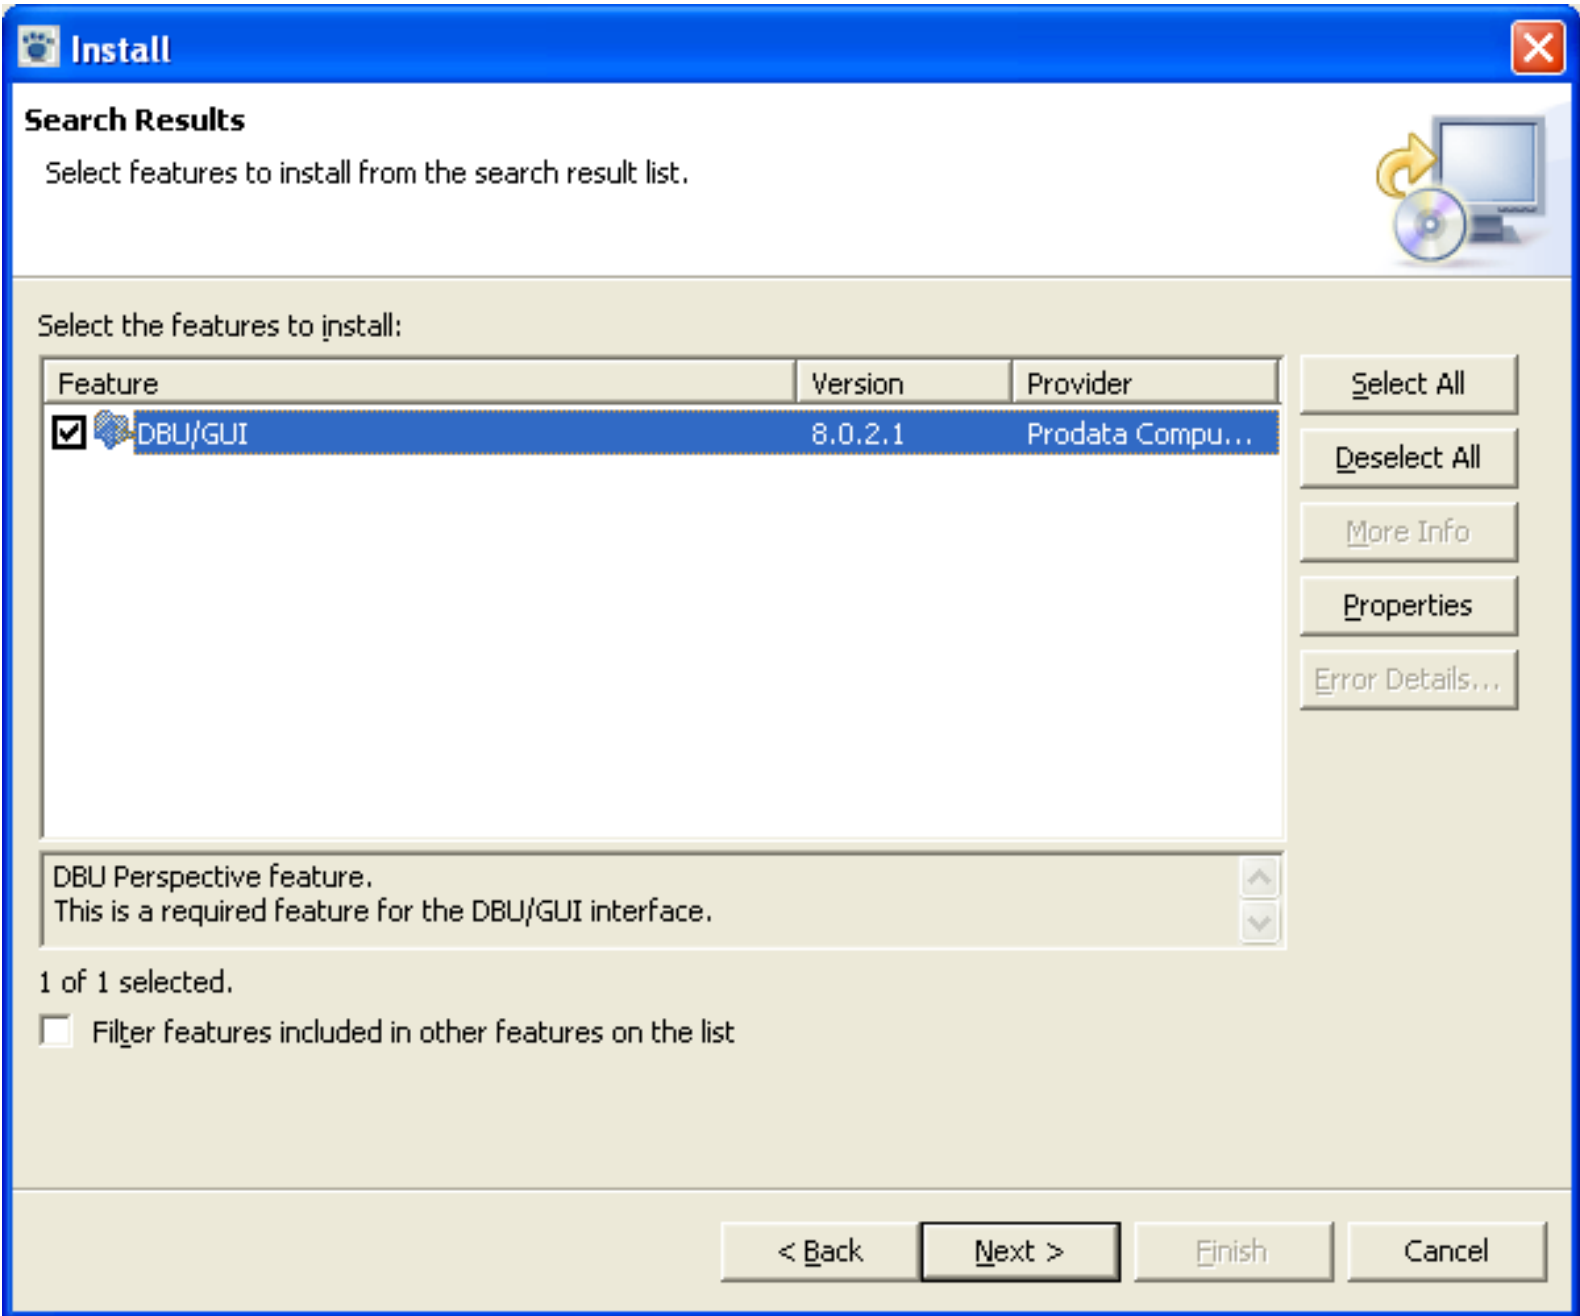 Install
Search Results
Select features to install from the search result list.
Select the features to install:
Feature Version Provider
DBU/GUI 8.0.2.1 Prodata Compu...
Select All
Deselect All
More Info
Properties
Error Details...
DBU Perspective feature.
This is a required feature for the DBU/GUI interface.
1 of 1 selected.
Filter features included in other features on the list
< Back Next > Finish Cancel